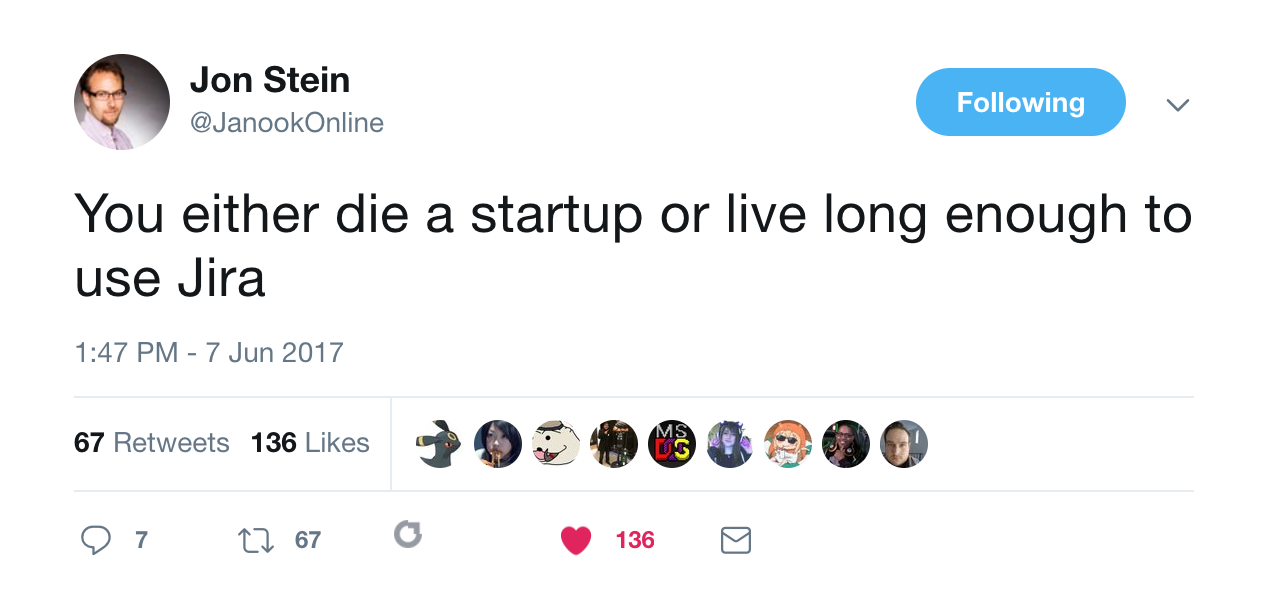 Jon Stein
@JanookOnline
Following
You either die a startup or live long enough to
use Jira
1:47 PM - 7 Jun 2017
67 Retweets 136 Likes
MS
DOS
7 67 136